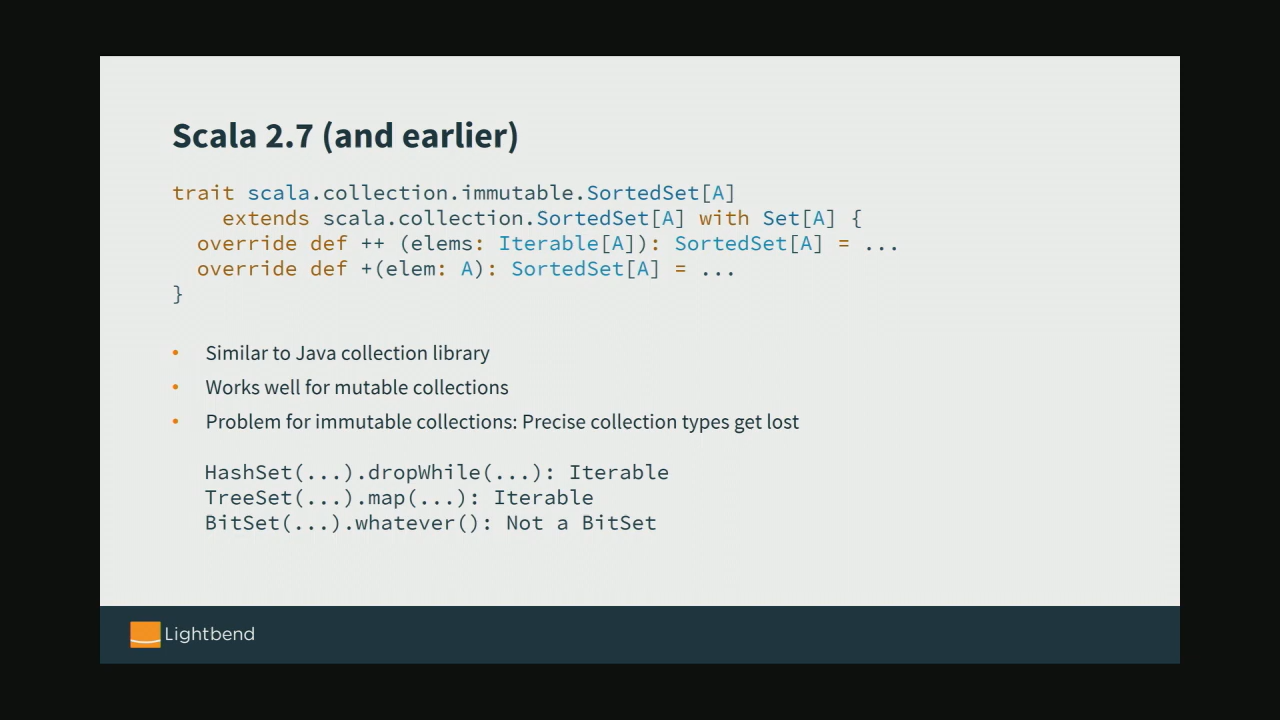 Scala 2.7 (and earlier)
trait scala.collection.immutable.SortedSet[A]
    extends scala.collection.SortedSet[A] with Set[A] {
  override def ++ (elems: Iterable[A]): SortedSet[A] = ...
  override def +(elem: A): SortedSet[A] = ...
}
• Similar to Java collection library
• Works well for mutable collections
• Problem for immutable collections: Precise collection types get lost
HashSet(...).dropWhile(...): Iterable
TreeSet(...).map(...): Iterable
BitSet(...).whatever(): Not a BitSet
Lightbend